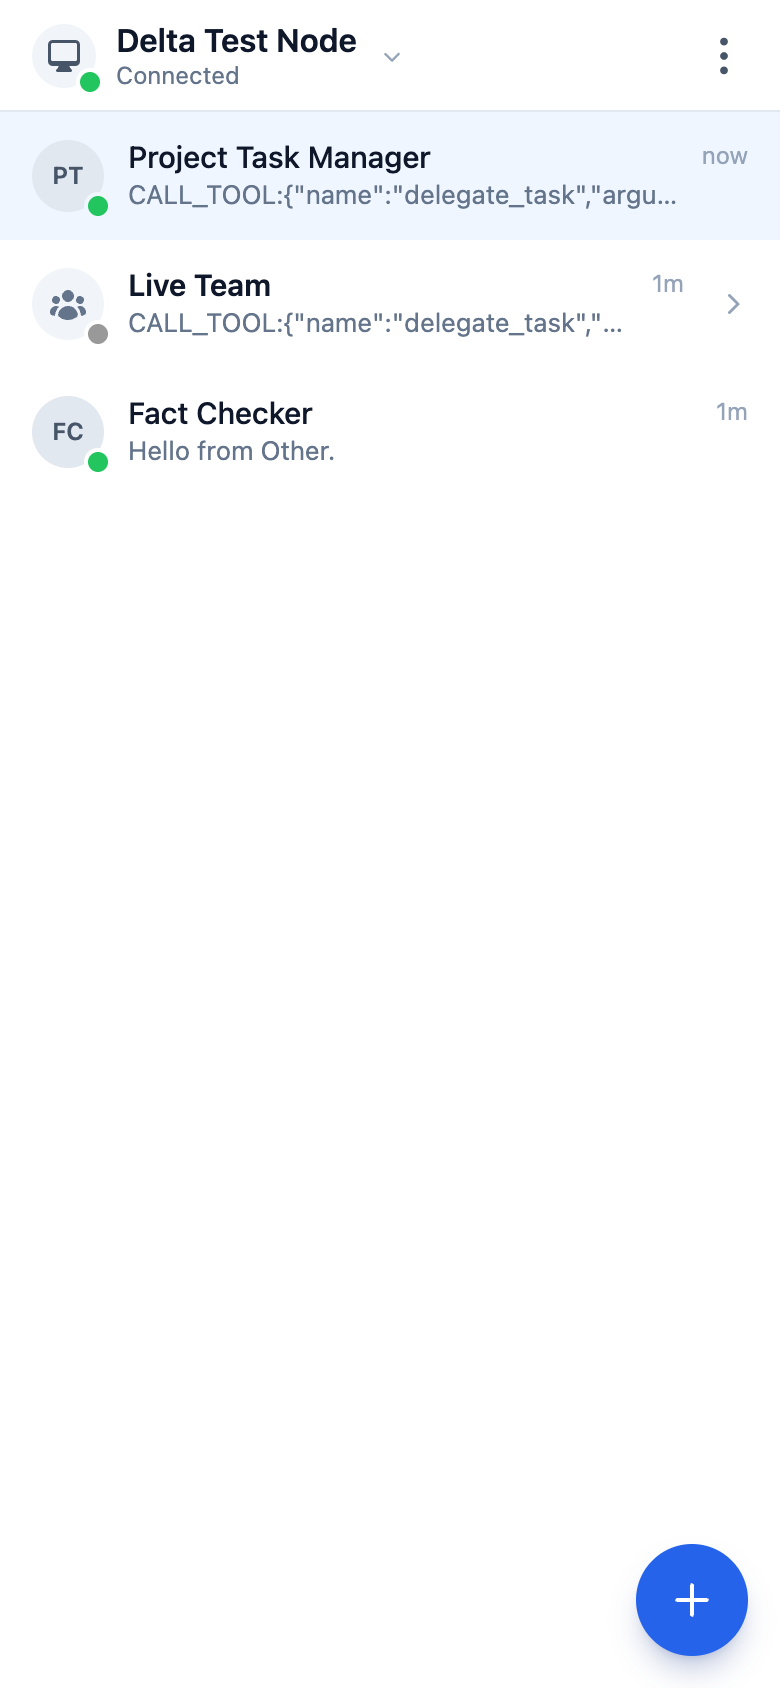 Delta Test Node
Connected
PT
Project Task Manager
now
CALL_TOOL:{"name":"delegate_task","argu...
Live Team
1m
CALL_TOOL:{"name":"delegate_task","...
FC
Fact Checker
1m
Hello from Other.